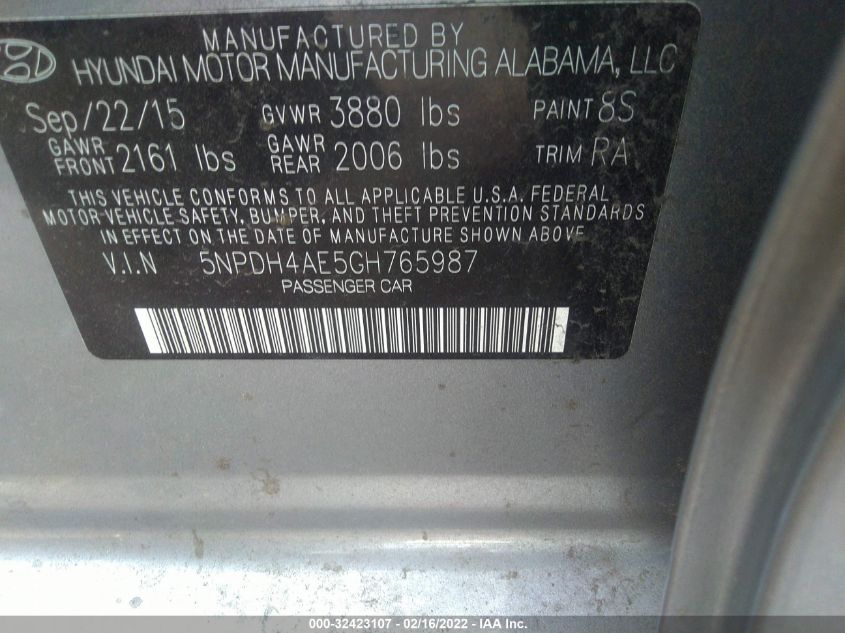 MANUFACTURED BY
HYUNDAI MOTOR MANUFACTURING ALABAMA, LLC
Sep/22/15 GVWR 3880 lbs PAINT 8S
GAWR FRONT 2161 lbs GAWR REAR 2006 lbs TRIM RA
THIS VEHICLE CONFORMS TO ALL APPLICABLE U.S.A. FEDERAL
MOTOR-VEHICLE SAFETY, BUMPER, AND THEFT PREVENTION STANDARDS
IN EFFECT ON THE DATE OF MANUFACTURE SHOWN ABOVE.
V.I.N 5NPDH4AE5GH765987
PASSENGER CAR
000-32423107 - 02/16/2022 - IAA Inc.